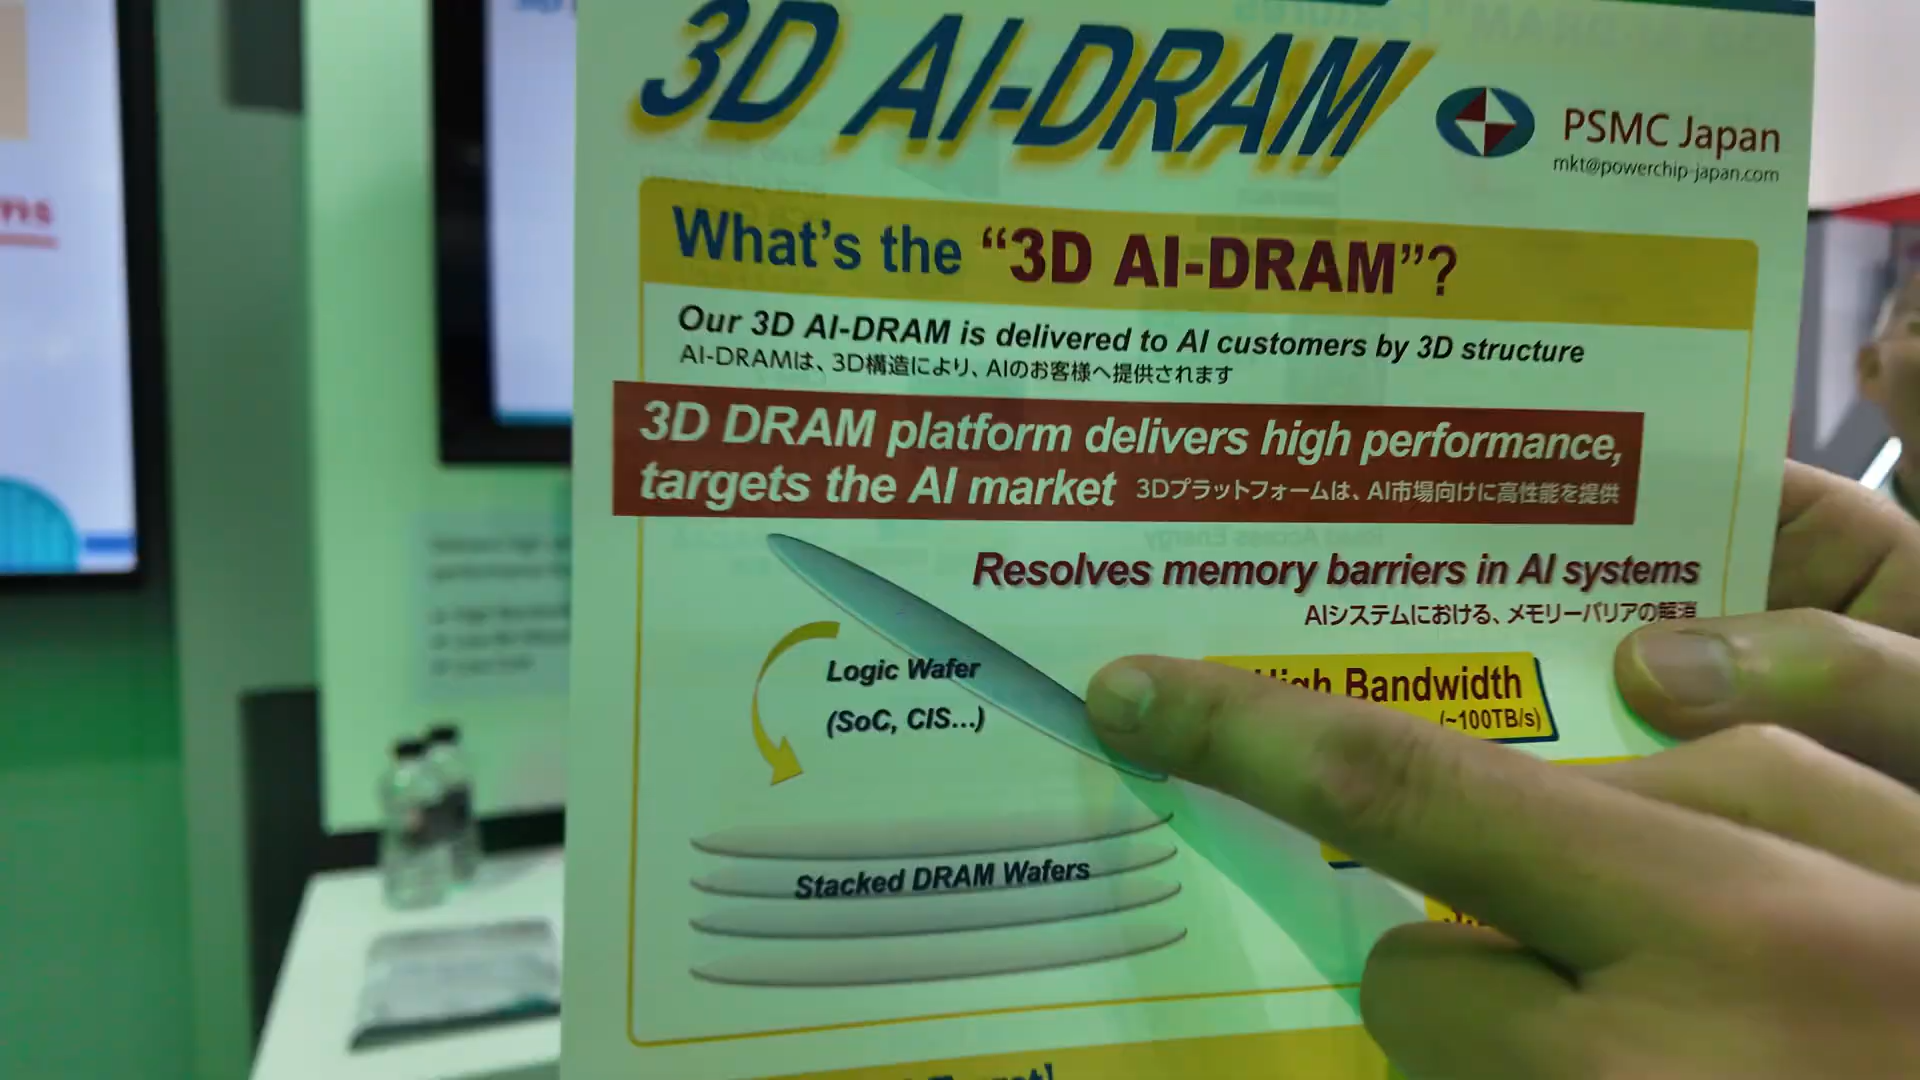 3D AI-DRAM
PSMC Japan
mkt@powerchip-japan.com
What's the “3D AI-DRAM”?
Our 3D AI-DRAM is delivered to AI customers by 3D structure
AI-DRAMは、3D構造により、AIのお客様へ提供されます
3D DRAM platform delivers high performance,
targets the AI market 3Dプラットフォームは、AI市場向けに高性能を提供
Resolves memory barriers in AI systems
AIシステムにおける、メモリーバリアの解消
Logic Wafer
(SoC, CIS...)
High Bandwidth
(~100TB/s)
Stacked DRAM Wafers